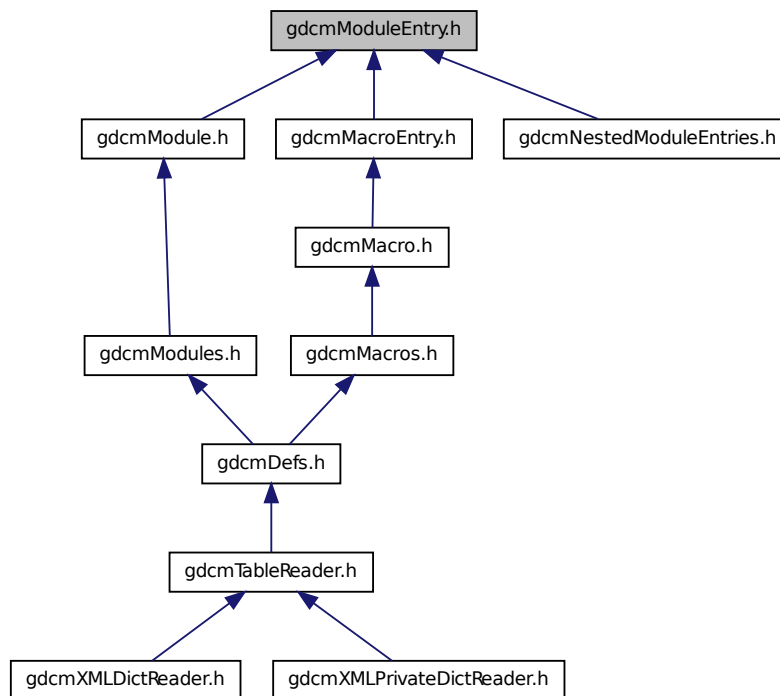 gdcmModuleEntry.h
gdcmModule.h
gdcmMacroEntry.h
gdcmNestedModuleEntries.h
gdcmMacro.h
gdcmModules.h
gdcmMacros.h
gdcmDefs.h
gdcmTableReader.h
gdcmXMLDictReader.h
gdcmXMLPrivateDictReader.h